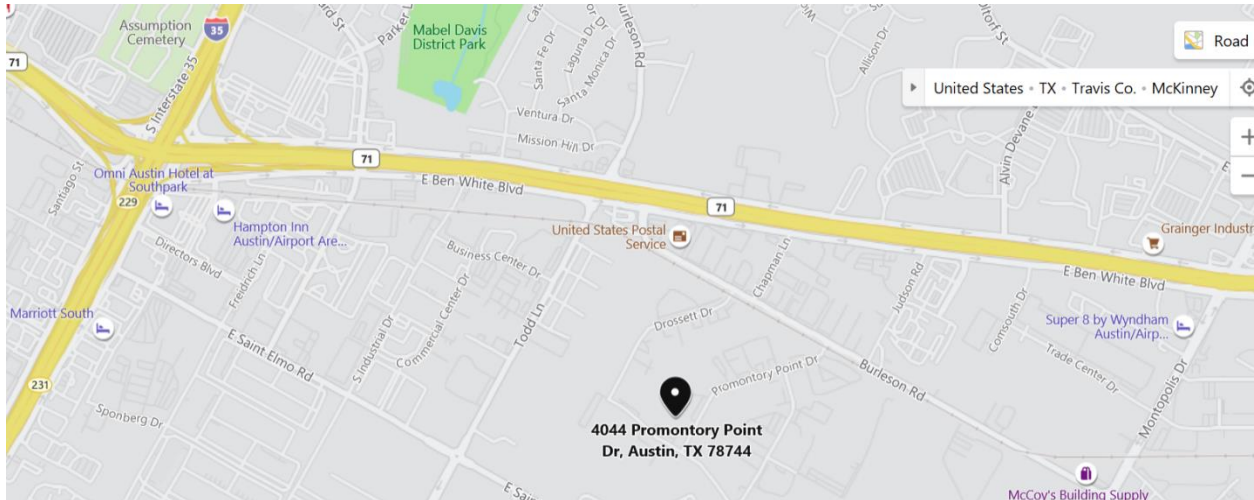 Assumption
Cemetery
35
71
S Interstate 35
Parker L
Mabel Davis
District Park
Santa Fe Dr
Laguna Dr
Santa Monica Dr
Burleson Rd
Ventura Dr
Mission Hill Dr
Allison Dr
Road
United States • TX • Travis Co. • McKinney
Alvin Devane
71
E Ben White Blvd
71
Santiago St
Omni Austin Hotel at
Southpark
229
Hampton Inn
Austin/Airport Are...
Directors Blvd
Freidrich Ln
Business Center Dr
United States Postal
Service
Chapman Ln
Grainger Industr
E Ben White Blvd
Judson Rd
Marriott South
E Saint Elmo Rd
S Industrial Dr
Commercial Center Dr
Todd Ln
Drossett Dr
Comsouth Dr
Super 8 by Wyndham
Austin/Airp...
Trade Center Dr
Promontory Point Dr
Burleson Rd
Montopolis Dr
231
Sponberg Dr
4044 Promontory Point
Dr, Austin, TX 78744
E Saint
McCoy's Building Supply